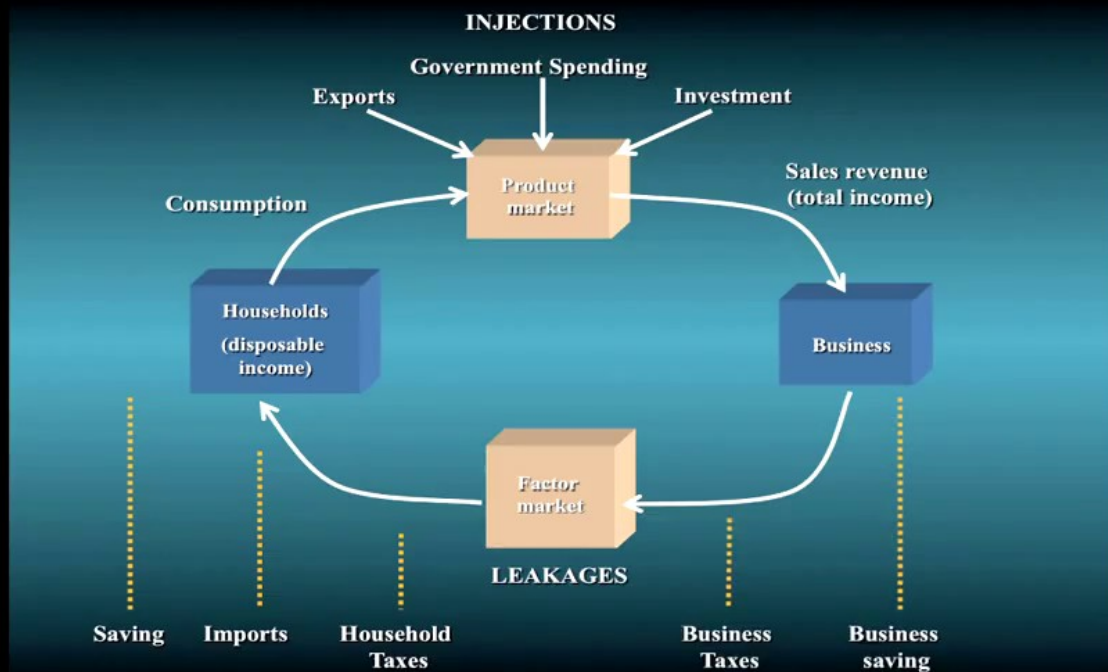 INJECTIONS
Government Spending
Exports
Investment
Product
market
Sales revenue
(total income)
Consumption
Households
(disposable
income)
Business
Factor
market
LEAKAGES
Saving
Imports
Household
Taxes
Business
Taxes
Business
saving